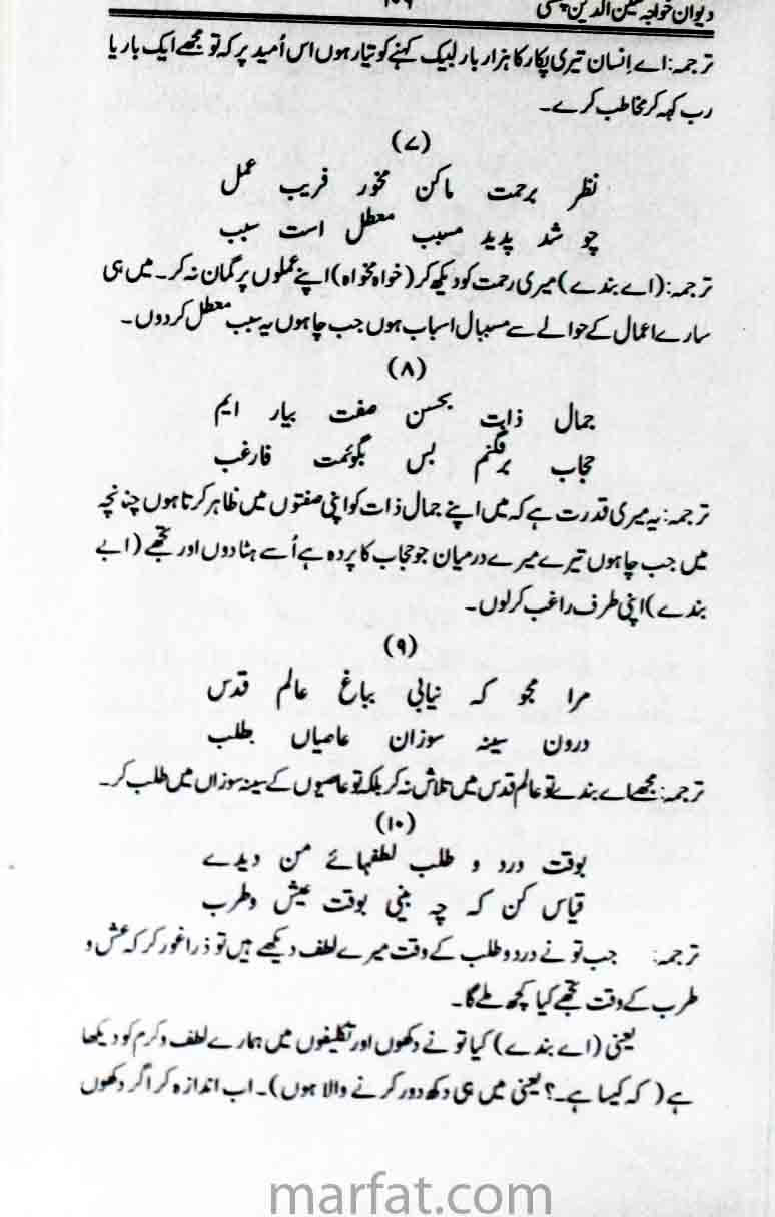 دیوان خواجہ معین الدین چشتی
۱۰۹
ترجمہ: اے انسان تیری پکار کا ہزار بار لبیک کہنے کو تیار ہوں اس اُمید پر کہ تو مجھے ایک بار یا
رب کہہ کر مخاطب کرے۔
(۷)
نظر برحمت ماکن مخور فریب عمل
چو شد پدید مسبب معطل است سبب
ترجمہ: (اے بندے) میری رحمت کو دیکھ کر (خواہ مخواہ) اپنے عملوں پر گمان نہ کر۔ میں ہی
سارے اعمال کے حوالے سے مسبال اسباب ہوں جب چاہوں یہ سبب معطل کر دوں۔
(۸)
جمال ذات بحسن صفت بیار ایم
حجاب برفگنم بس بگوئمت فارغب
ترجمہ: یہ میری قدرت ہے کہ میں اپنے جمال ذات کو اپنی صفتوں میں ظاہر کرتا ہوں چنانچہ
میں جب چاہوں تیرے میرے درمیان جو حجاب کا پردہ ہے اُسے ہٹا دوں اور تجھے (اے
بندے) اپنی طرف راغب کر لوں۔
(۹)
مرا مجو کہ نیابی بباغ عالم قدس
درون سینہ سوزان عاصیاں بطلب
ترجمہ: مجھے اے بندے تو عالم قدس میں تلاش نہ کر بلکہ تو عاصیوں کے سینہ سوزاں میں طلب کر۔
(۱۰)
بوقت درد و طلب لطفہائے من دیدے
قیاس کن کہ چہ بینی بوقت عیش وطرب
ترجمہ: جب تو نے درد و طلب کے وقت میرے لطف دیکھے ہیں تو ذرا غور کر کہ عش و
طرب کے وقت تجھے کیا کچھ ملے گا۔
یعنی (اے بندے) کیا تو نے دکھوں اور تکلیفوں میں ہمارے لطف و کرم کو دیکھا
ہے (کہ کیسا ہے۔؟ یعنی میں ہی دکھ دور کرنے والا ہوں)۔ اب اندازہ کر اگر دکھوں
marfat.com